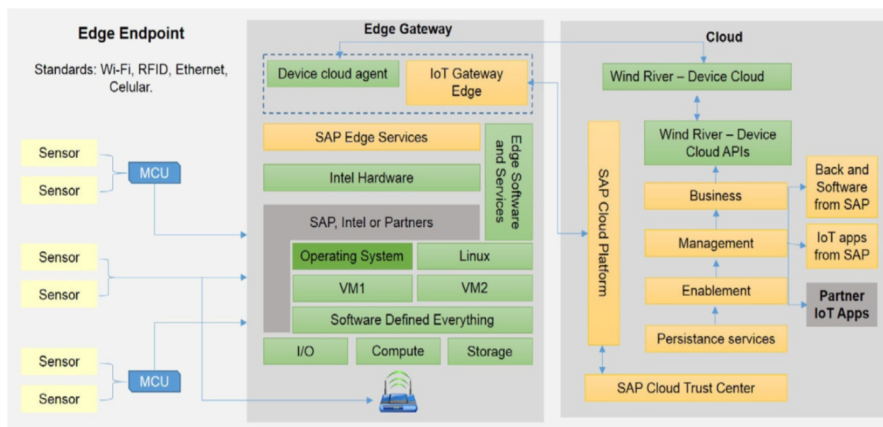 Edge Endpoint
Standards: Wi-Fi, RFID, Ethernet,
Celular.
Sensor
Sensor
MCU
Sensor
Sensor
Sensor
Sensor
MCU
Edge Gateway
Device cloud agent
IoT Gateway
Edge
SAP Edge Services
Edge Software
and Services
Intel Hardware
SAP, Intel or Partners
Operating System
Linux
VM1
VM2
Software Defined Everything
I/O
Compute
Storage
Cloud
Wind River – Device Cloud
Wind River – Device
Cloud APIs
SAP Cloud Platform
Business
Management
Enablement
Persistance services
Back and
Software
from SAP
IoT apps
from SAP
Partner
IoT Apps
SAP Cloud Trust Center